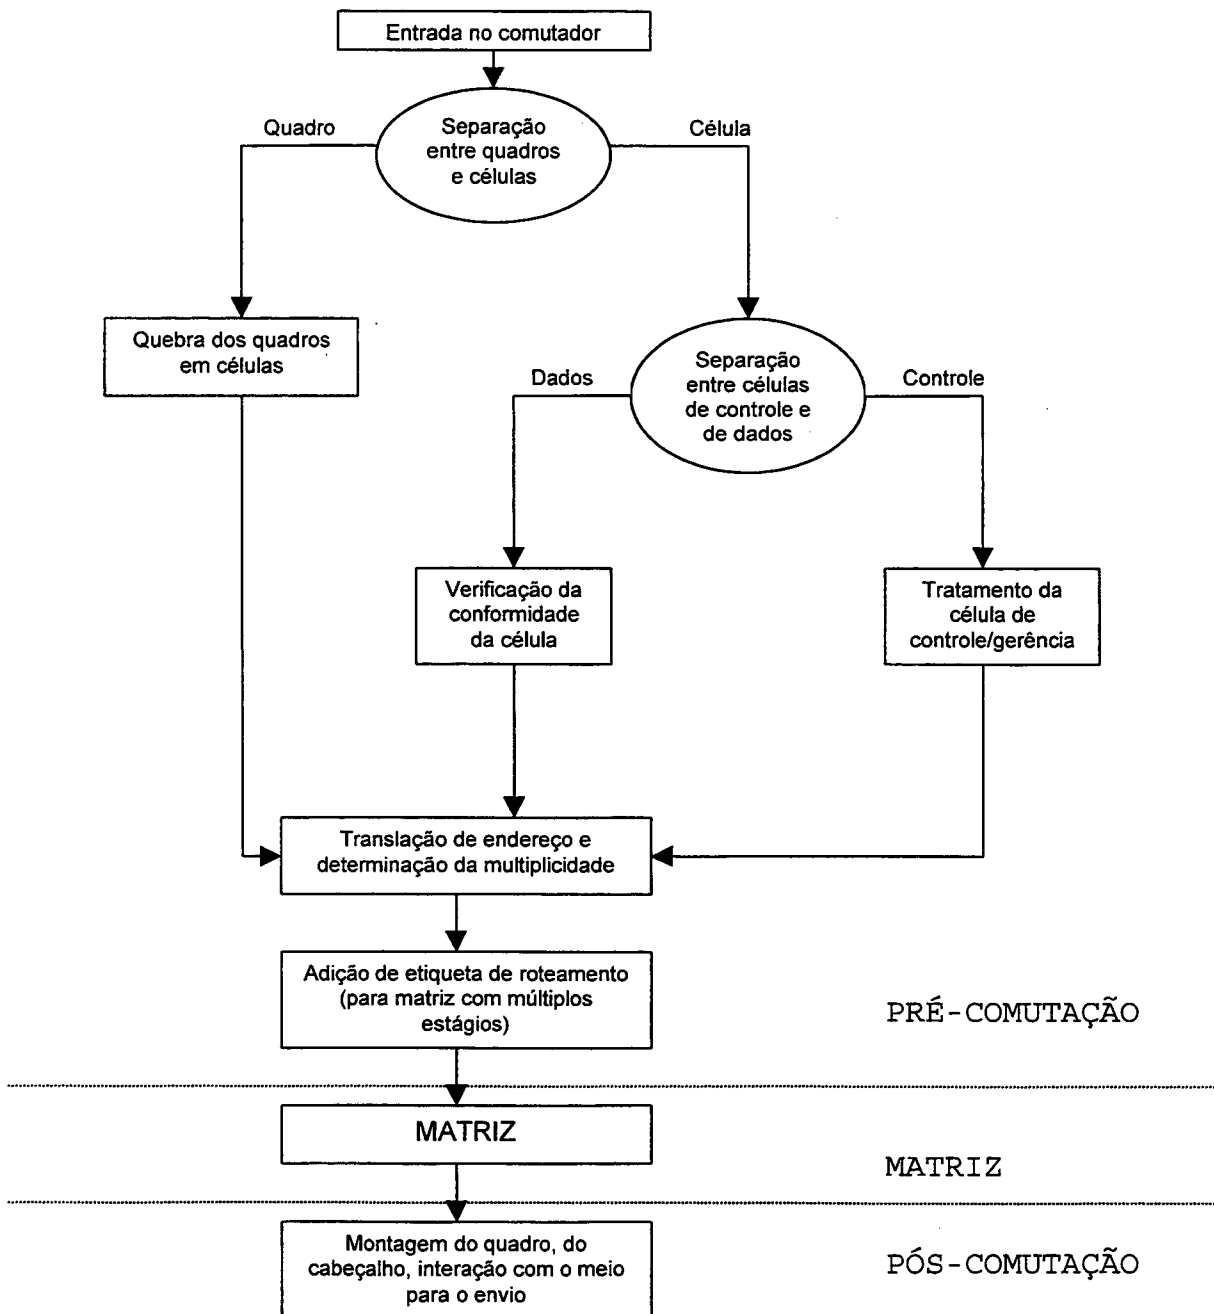 Entrada no comutador
Quadro
Separação
entre quadros
e células
Célula
Quebra dos quadros
em células
Dados
Separação
entre células
de controle e
de dados
Controle
Verificação da
conformidade
da célula
Tratamento da
célula de
controle/gerência
Translação de endereço e
determinação da multiplicidade
Adição de etiqueta de roteamento
(para matriz com múltiplos
estágios)
PRÉ-COMUTAÇÃO
MATRIZ
MATRIZ
Montagem do quadro, do
cabeçalho, interação com o meio
para o envio
PÓS-COMUTAÇÃO